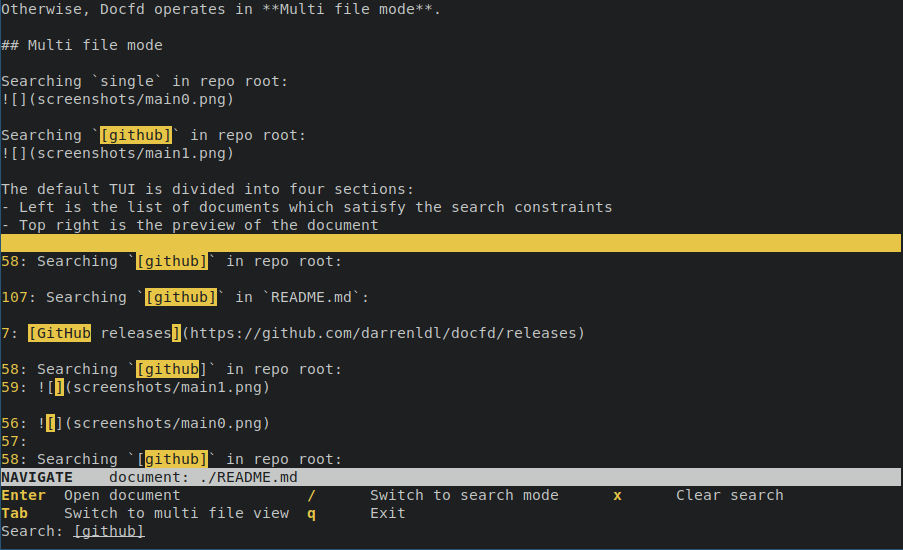 Otherwise, Docfd operates in **Multi file mode**.
## Multi file mode
Searching `single` in repo root:
![](screenshots/main0.png)
Searching `[github]` in repo root:
![](screenshots/main1.png)
The default TUI is divided into four sections:
- Left is the list of documents which satisfy the search constraints
- Top right is the preview of the document
58: Searching `[github]` in repo root:
107: Searching `[github]` in `README.md`:
7: [GitHub releases](https://github.com/darrenldl/docfd/releases)
58: Searching `[github]` in repo root:
59: ![](screenshots/main1.png)
56: ![](screenshots/main0.png)
57:
58: Searching `[github]` in repo root:
NAVIGATE    document: ./README.md
Enter  Open document              /      Switch to search mode      x      Clear search
Tab    Switch to multi file view  q      Exit
Search: [github]